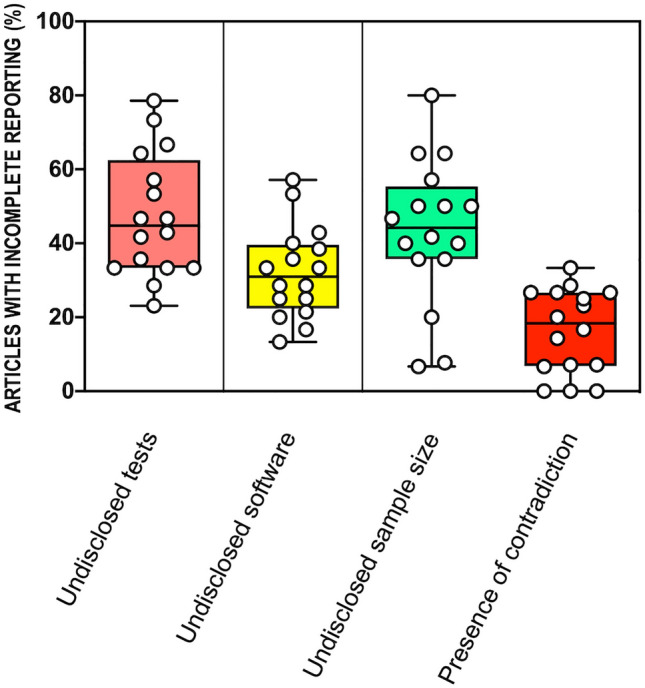 ARTICLES WITH INCOMPLETE REPORTING (%)
100
80
60
40
20
0
Undisclosed tests
Undisclosed software
Undisclosed sample size
Presence of contradiction